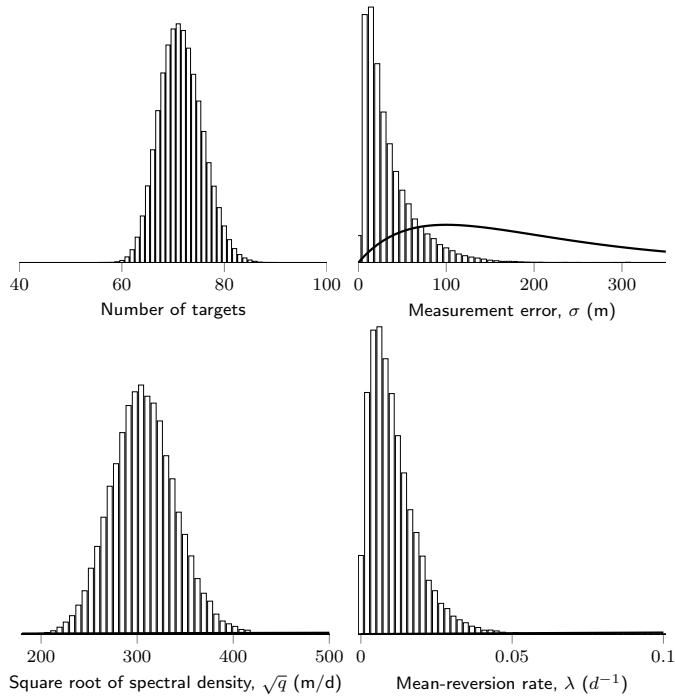 40 60 80 100
Number of targets
0 100 200 300
Measurement error, σ (m)
200 300 400 500
Square root of spectral density, √q (m/d)
0 0.05 0.1
Mean-reversion rate, λ (d⁻¹)